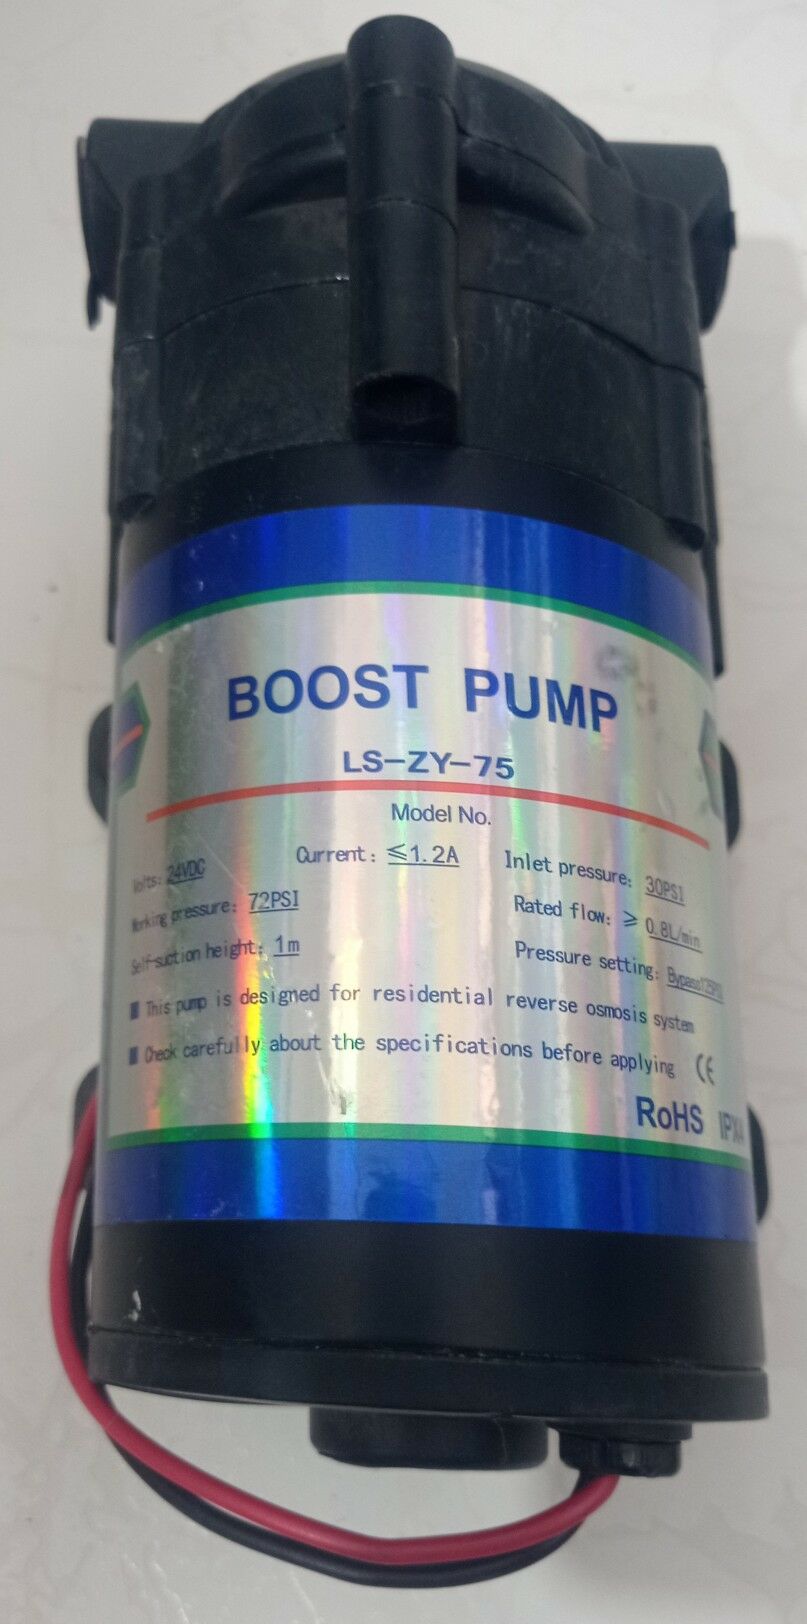 BOOST PUMP
LS-ZY-75
Model No.
Volts: 24VDC Current: ≤1.2A Inlet pressure: 30PSI
Working pressure: 72PSI Rated flow: ≥ 0.8L/min
Self-suction height: 1m Pressure setting: Bypass125PSI
■ This pump is designed for residential reverse osmosis system
■ Check carefully about the specifications before applying CE
RoHS IPX4